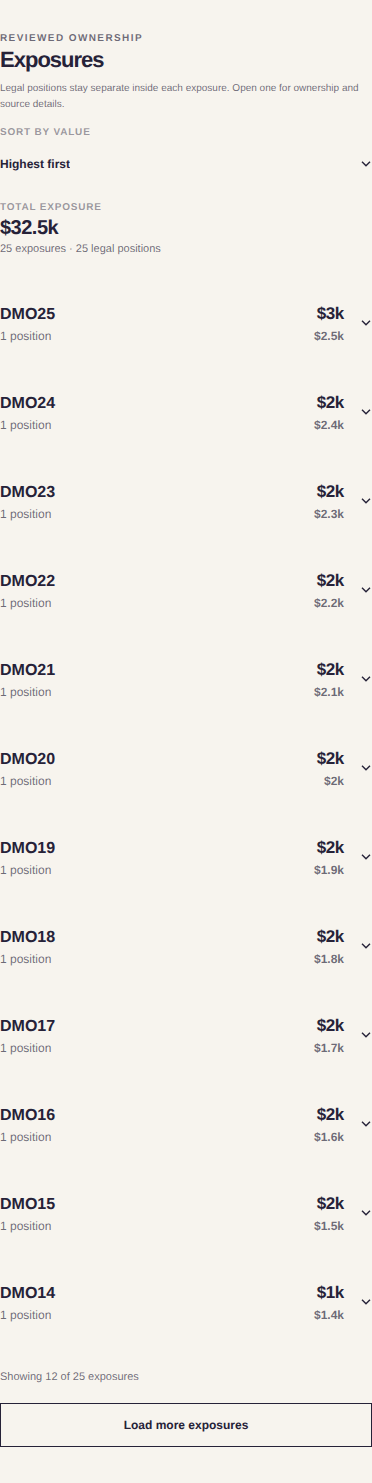 REVIEWED OWNERSHIP
Exposures
Legal positions stay separate inside each exposure. Open one for ownership and
source details.
SORT BY VALUE
Highest first
TOTAL EXPOSURE
$32.5k
25 exposures · 25 legal positions
DMO25 $3k
1 position $2.5k
DMO24 $2k
1 position $2.4k
DMO23 $2k
1 position $2.3k
DMO22 $2k
1 position $2.2k
DMO21 $2k
1 position $2.1k
DMO20 $2k
1 position $2k
DMO19 $2k
1 position $1.9k
DMO18 $2k
1 position $1.8k
DMO17 $2k
1 position $1.7k
DMO16 $2k
1 position $1.6k
DMO15 $2k
1 position $1.5k
DMO14 $1k
1 position $1.4k
Showing 12 of 25 exposures
Load more exposures